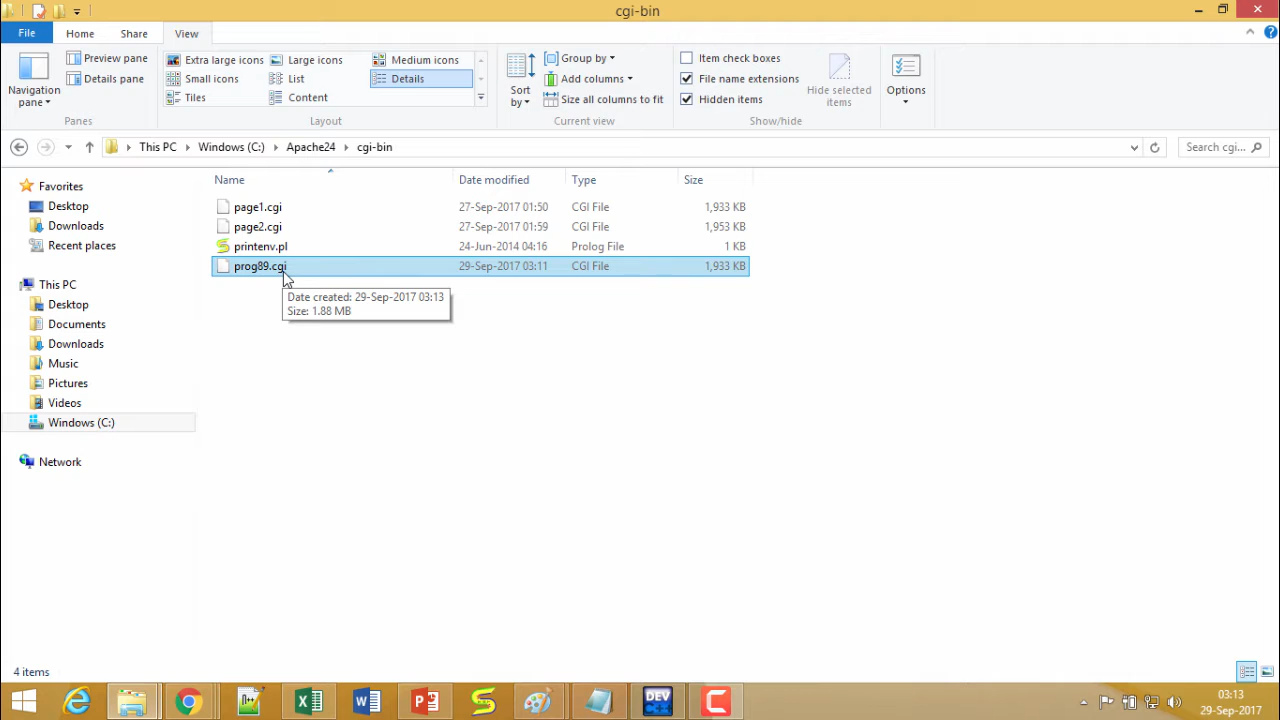 cgi-bin
File Home Share View
Navigation pane
Preview pane
Details pane
Panes
Extra large icons Large icons Medium icons
Small icons List Details
Tiles Content
Layout
Sort by
Group by
Add columns
Size all columns to fit
Current view
Item check boxes
File name extensions
Hidden items
Hide selected items
Show/hide
Options
This PC Windows (C:) Apache24 cgi-bin
Search cgi...
Name Date modified Type Size
page1.cgi 27-Sep-2017 01:50 CGI File 1,933 KB
page2.cgi 27-Sep-2017 01:59 CGI File 1,953 KB
printenv.pl 24-Jun-2014 04:16 Prolog File 1 KB
prog89.cgi 29-Sep-2017 03:11 CGI File 1,933 KB
Date created: 29-Sep-2017 03:13
Size: 1.88 MB
Favorites
Desktop
Downloads
Recent places
This PC
Desktop
Documents
Downloads
Music
Pictures
Videos
Windows (C:)
Network
4 items
DEV C++
03:13
29-Sep-2017